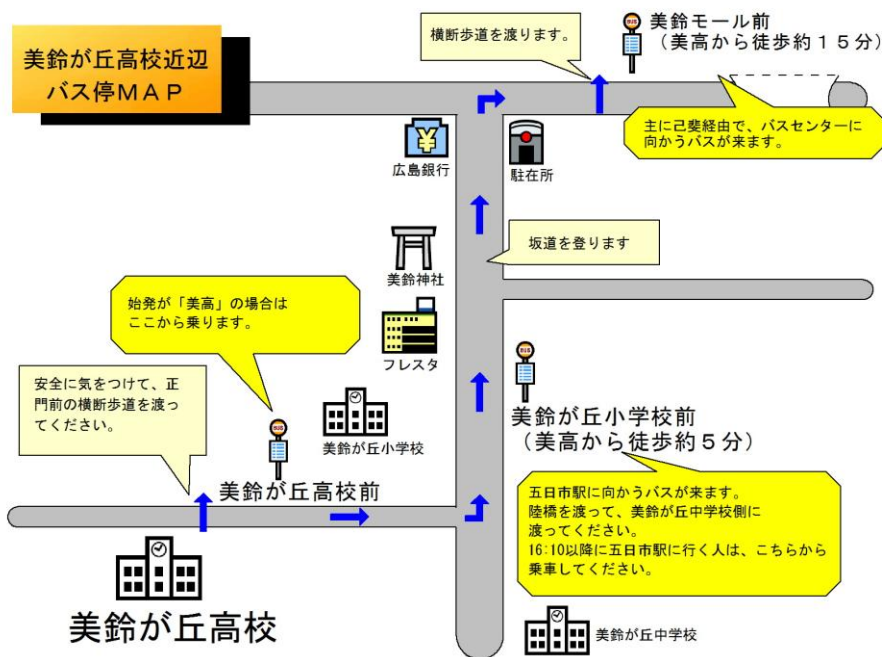 美鈴が丘高校近辺
バス停MAP
横断歩道を渡ります。
BUS
美鈴モール前
(美高から徒歩約15分)
主に己斐経由で、バスセンターに
向かうバスが来ます。
¥
広島銀行
駐在所
坂道を登ります
美鈴神社
始発が「美高」の場合は
ここから乗ります。
フレスタ
安全に気をつけて、正
門前の横断歩道を渡っ
てください。
BUS
美鈴が丘小学校
美鈴が丘高校前
BUS
美鈴が丘小学校前
(美高から徒歩約5分)
五日市駅に向かうバスが来ます。
陸橋を渡って、美鈴が丘中学校側に
渡ってください。
16:10以降に五日市駅に行く人は、こちらから
乗車してください。
美鈴が丘高校
美鈴が丘中学校